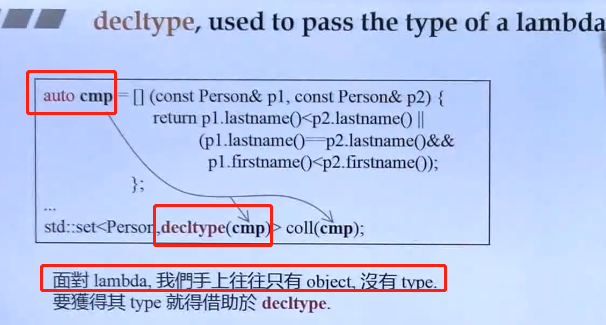 decltype, used to pass the type of a lambda
auto cmp = [] (const Person& p1, const Person& p2) {
return p1.lastname()<p2.lastname() ||
(p1.lastname()==p2.lastname()&&
p1.firstname()<p2.firstname());
};
...
std::set<Person,decltype(cmp)> coll(cmp);
面對 lambda, 我們手上往往只有 object, 沒有 type.
要獲得其 type 就得借助於 decltype.